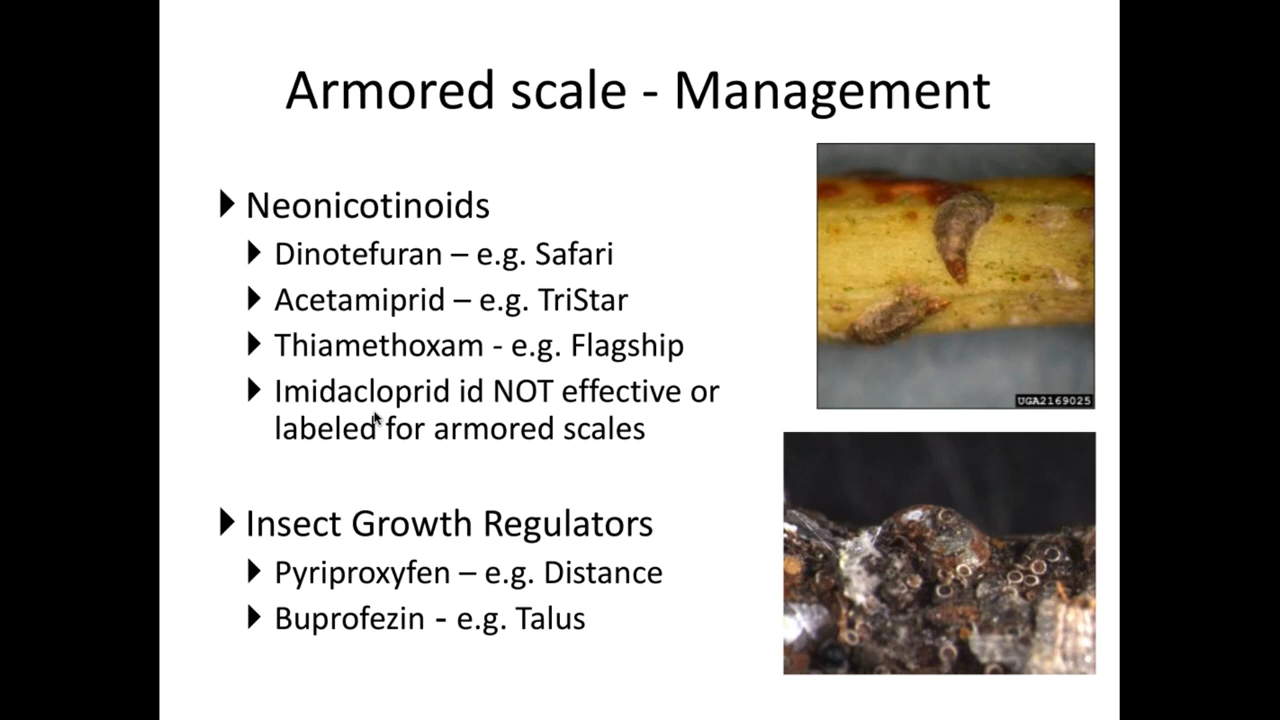 Armored scale - Management
Neonicotinoids
Dinotefuran – e.g. Safari
Acetamiprid – e.g. TriStar
Thiamethoxam - e.g. Flagship
Imidacloprid id NOT effective or
labeled for armored scales
Insect Growth Regulators
Pyriproxyfen – e.g. Distance
Buprofezin - e.g. Talus
UGA2169025